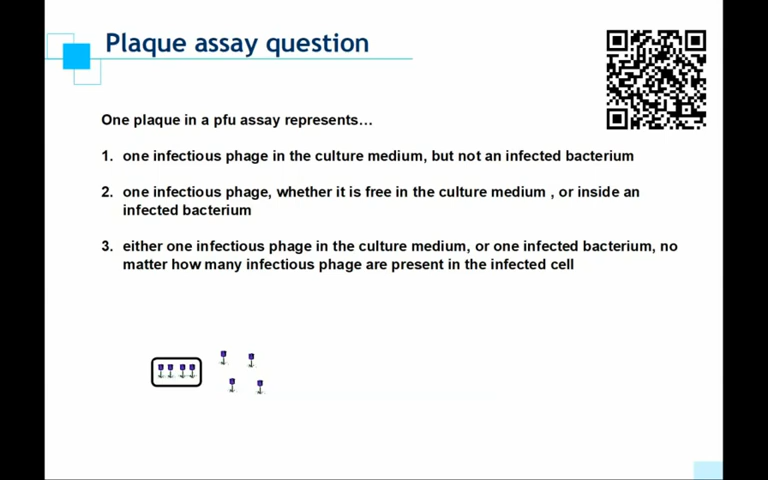 Plaque assay question
One plaque in a pfu assay represents…
1. one infectious phage in the culture medium, but not an infected bacterium
2. one infectious phage, whether it is free in the culture medium , or inside an
infected bacterium
3. either one infectious phage in the culture medium, or one infected bacterium, no
matter how many infectious phage are present in the infected cell